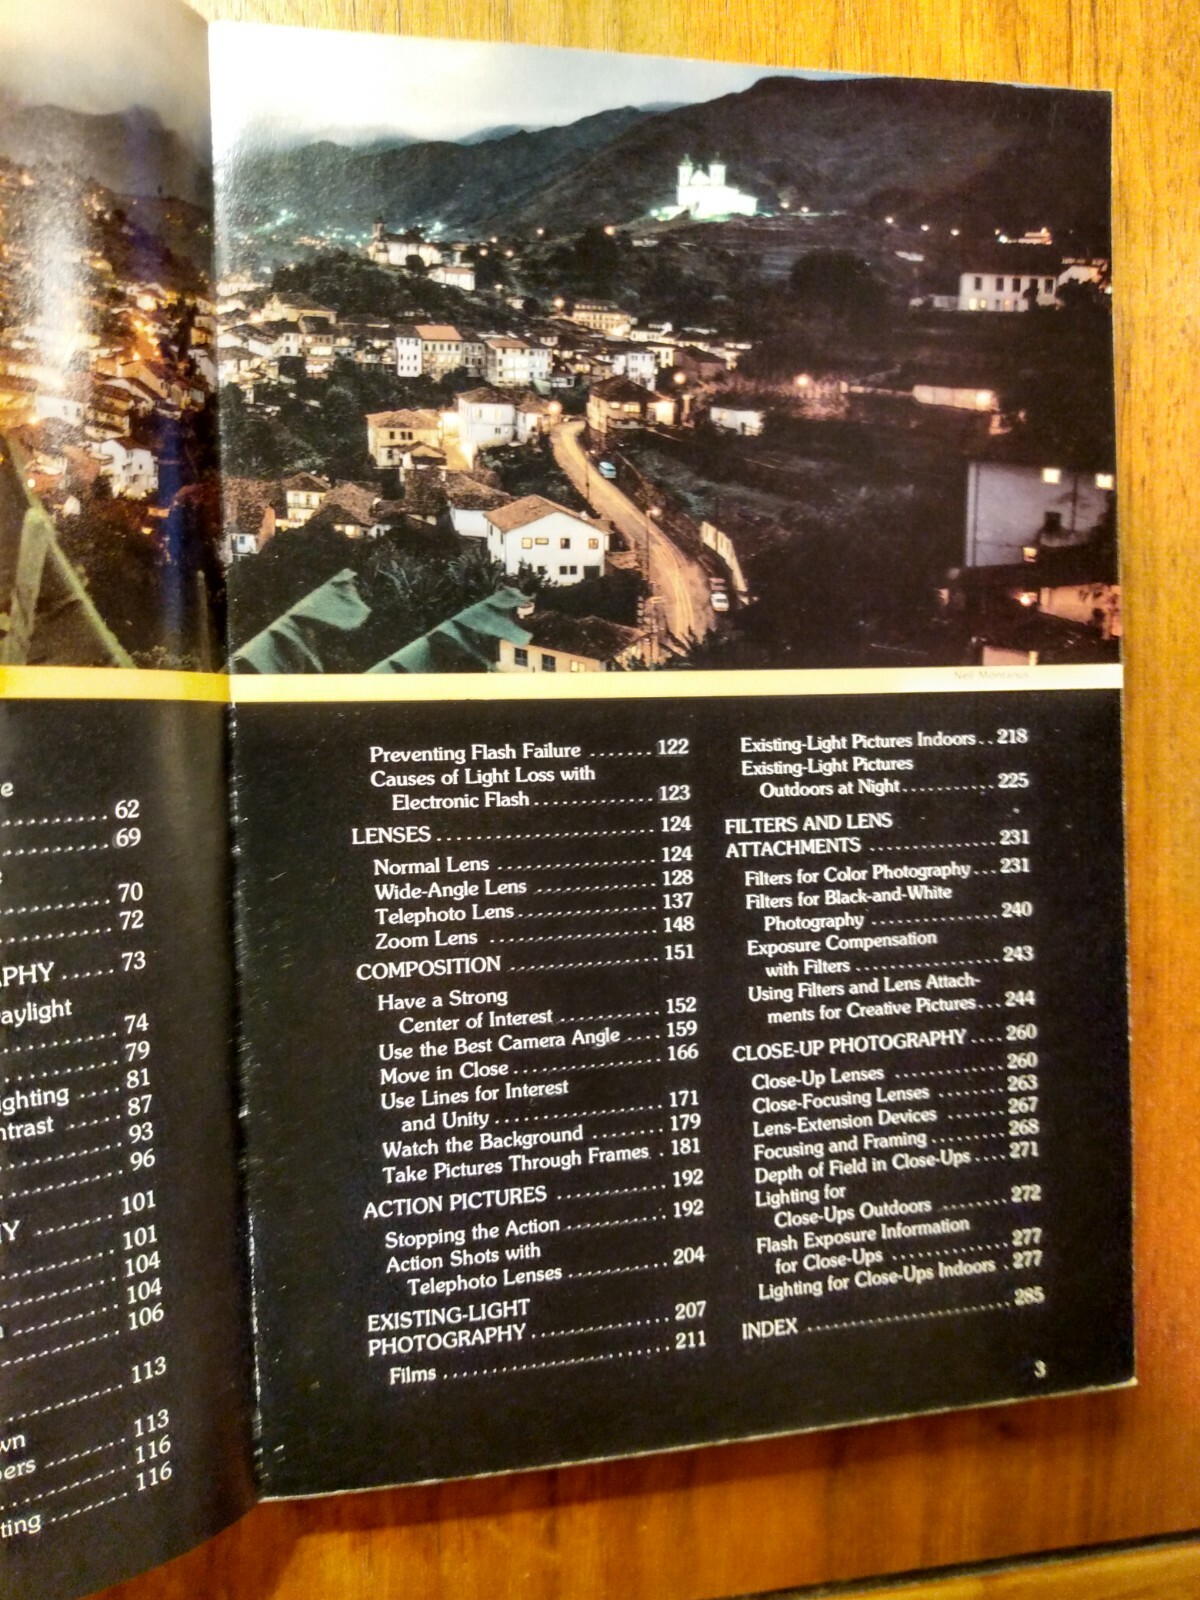 Neil Montanus
62
69
70
72
APHY ..... 73
aylight
74
79
ghting .... 81
ntrast ...... 87
93
96
101
101
104
104
106
113
wn
113
bers ....... 116
116
ting
Preventing Flash Failure ....... 122
Causes of Light Loss with
Electronic Flash ............. 123
LENSES ....................... 124
Normal Lens ................. 124
Wide-Angle Lens ............. 128
Telephoto Lens............... 137
Zoom Lens ................... 148
COMPOSITION .................. 151
Have a Strong
Center of Interest ........... 152
Use the Best Camera Angle .... 159
Move in Close ................ 166
Use Lines for Interest
and Unity .................. 171
Watch the Background ......... 179
Take Pictures Through Frames . 181
ACTION PICTURES .............. 192
Stopping the Action ........... 192
Action Shots with
Telephoto Lenses ............ 204
EXISTING-LIGHT
PHOTOGRAPHY ................ 207
Films ....................... 211
Existing-Light Pictures Indoors .. 218
Existing-Light Pictures
Outdoors at Night ........... 225
FILTERS AND LENS
ATTACHMENTS ................ 231
Filters for Color Photography ... 231
Filters for Black-and-White
Photography ................ 240
Exposure Compensation
with Filters ................. 243
Using Filters and Lens Attach-
ments for Creative Pictures ... 244
CLOSE-UP PHOTOGRAPHY .... 260
Close-Up Lenses ............. 260
Close-Focusing Lenses ........ 263
Lens-Extension Devices ....... 267
Focusing and Framing ......... 268
Depth of Field in Close-Ups .... 271
Lighting for
Close-Ups Outdoors ......... 272
Flash Exposure Information
for Close-Ups ............... 277
Lighting for Close-Ups Indoors . 277
INDEX ........................ 285
3